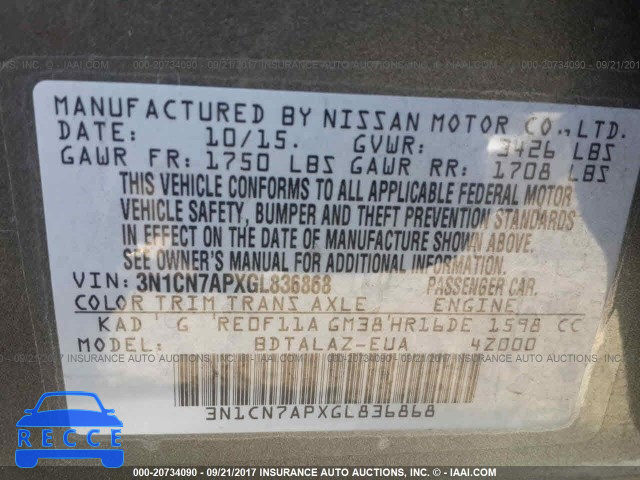 000-20734090 - 09/21/2017 INSURANCE AUTO AUCTIONS, INC. © - IAAI.COM
MANUFACTURED BY NISSAN MOTOR CO.,LTD.
DATE: 10/15. GVWR: 3426 LBS
GAWR FR: 1750 LBS GAWR RR: 1708 LBS
THIS VEHICLE CONFORMS TO ALL APPLICABLE FEDERAL MOTOR
VEHICLE SAFETY, BUMPER AND THEFT PREVENTION STANDARDS
IN EFFECT ON THE DATE OF MANUFACTURE SHOWN ABOVE.
SEE OWNER'S MANUAL FOR ADDITIONAL INFORMATION.
VIN: 3N1CN7APXGL836868 PASSENGER CAR.
COLOR TRIM TRANS AXLE ENGINE
KAD G RE0F11A GM38 HR16DE 1598 CC
MODEL: BDTALAZ-EUA 4Z000
3N1CN7APXGL836868
RECCE
000-20734090 - 09/21/2017 INSURANCE AUTO AUCTIONS, INC. © - IAAI.COM